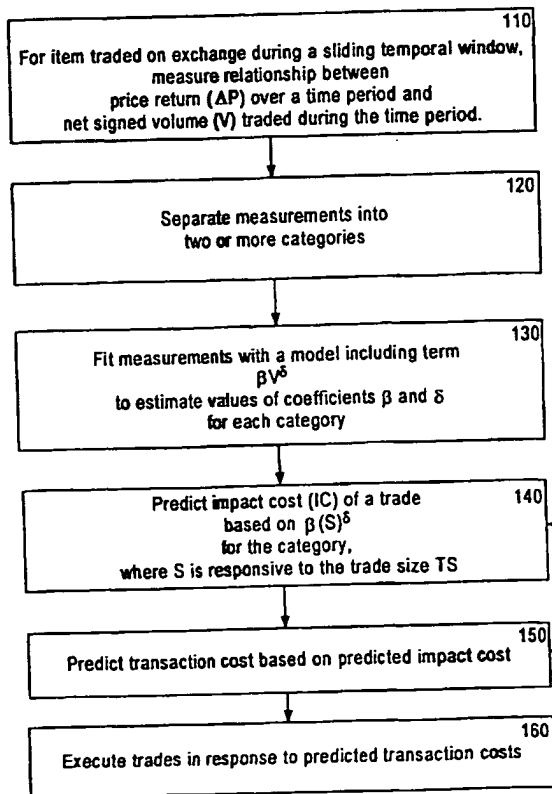 110
For item traded on exchange during a sliding temporal window,
measure relationship between
price return (ΔP) over a time period and
net signed volume (V) traded during the time period.
120
Separate measurements into
two or more categories
130
Fit measurements with a model including term
βV^δ
to estimate values of coefficients β and δ
for each category
140
Predict impact cost (IC) of a trade
based on β(S)^δ
for the category,
where S is responsive to the trade size TS
150
Predict transaction cost based on predicted impact cost
160
Execute trades in response to predicted transaction costs